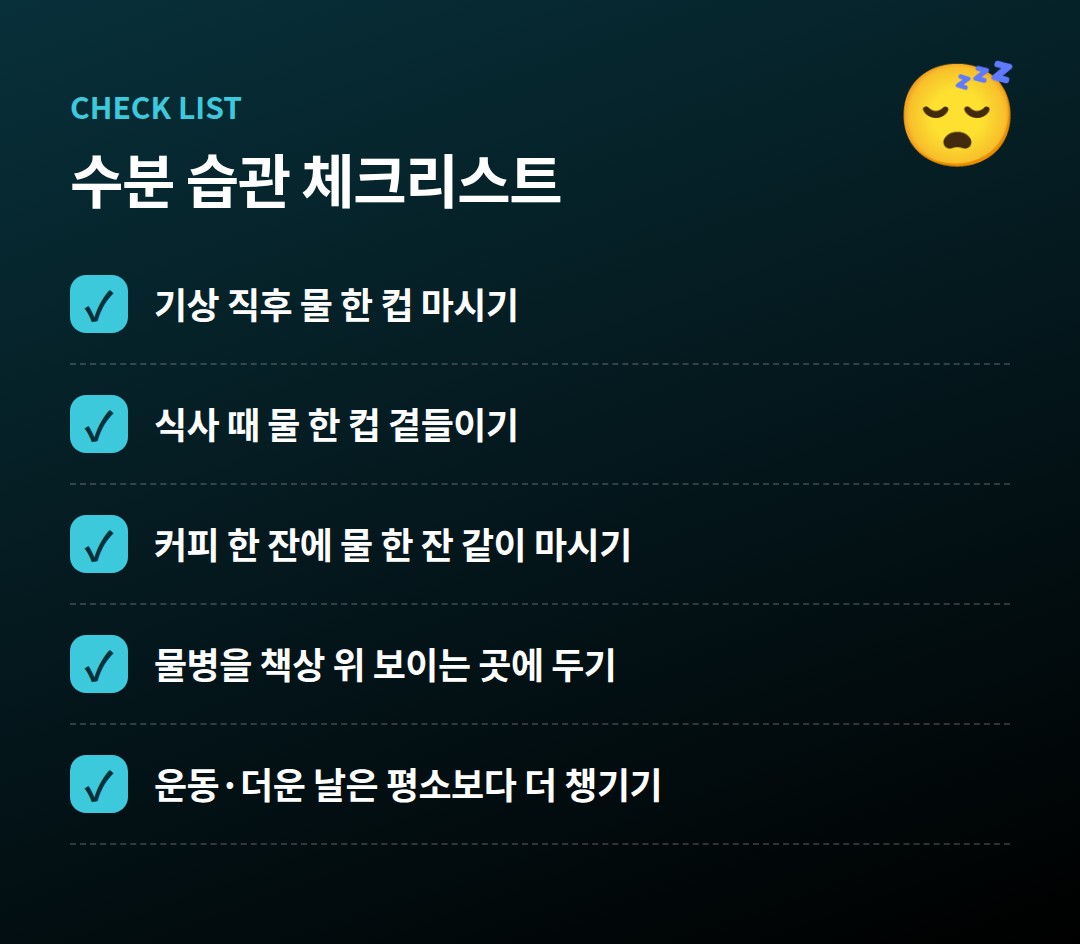 CHECK LIST
수분 습관 체크리스트
기상 직후 물 한 컵 마시기
식사 때 물 한 컵 곁들이기
커피 한 잔에 물 한 잔 같이 마시기
물병을 책상 위 보이는 곳에 두기
운동·더운 날은 평소보다 더 챙기기